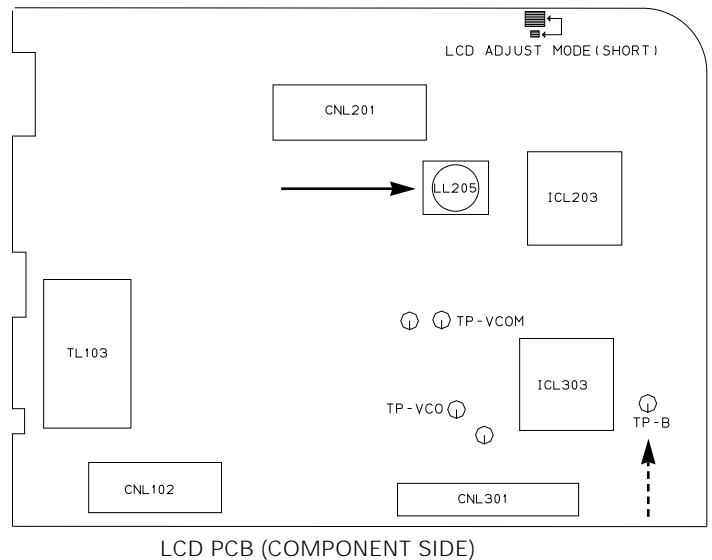 LCD ADJUST MODE(SHORT)
CNL201
LL205
ICL203
TP-VCOM
TL103
ICL303
TP-VCO
TP-B
CNL102
CNL301
LCD PCB (COMPONENT SIDE)